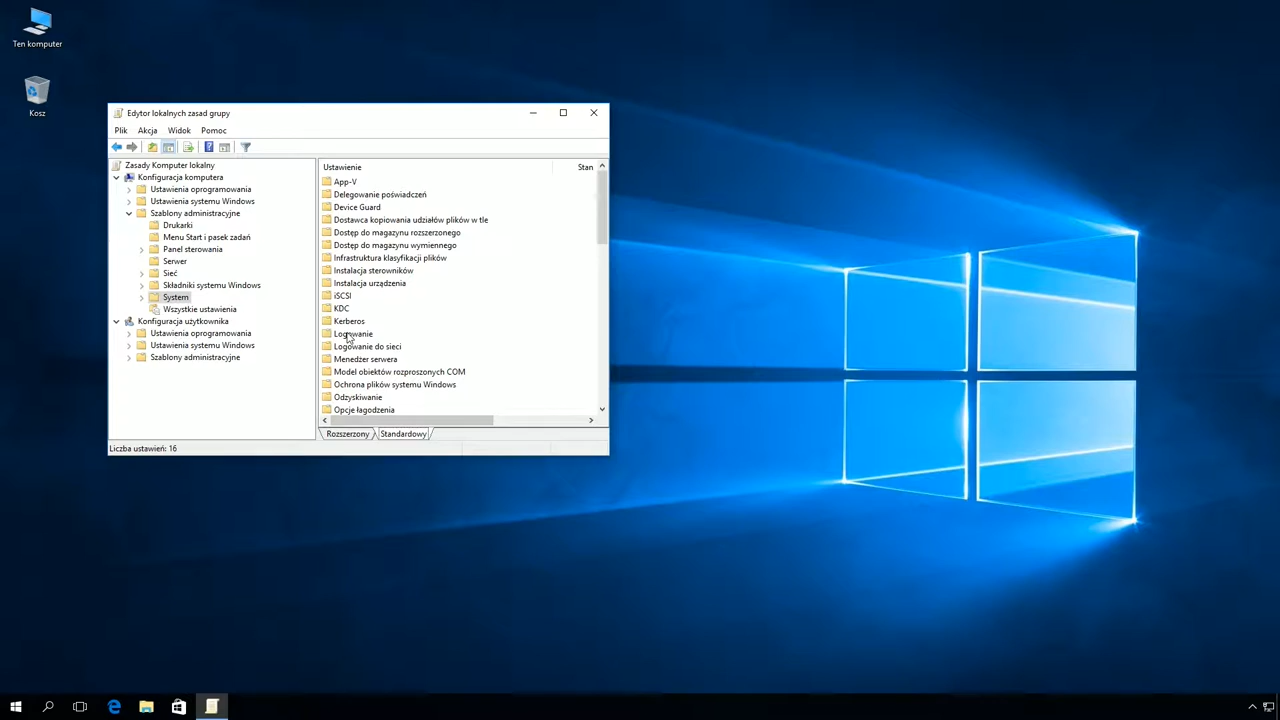 Ten komputer
Kosz
Edytor lokalnych zasad grupy
Plik Akcja Widok Pomoc
Zasady Komputer lokalny
Konfiguracja komputera
Ustawienia oprogramowania
Ustawienia systemu Windows
Szablony administracyjne
Drukarki
Menu Start i pasek zadań
Panel sterowania
Serwer
Sieć
Składniki systemu Windows
System
Wszystkie ustawienia
Konfiguracja użytkownika
Ustawienia oprogramowania
Ustawienia systemu Windows
Szablony administracyjne
Ustawienie Stan
App-V
Delegowanie poświadczeń
Device Guard
Dostawca kopiowania udziałów plików w tle
Dostęp do magazynu rozszerzonego
Dostęp do magazynu wymiennego
Infrastruktura klasyfikacji plików
Instalacja sterowników
Instalacja urządzenia
iSCSI
KDC
Kerberos
Logowanie
Logowanie do sieci
Menedżer serwera
Model obiektów rozproszonych COM
Ochrona plików systemu Windows
Odzyskiwanie
Opcje łagodzenia
Rozszerzony Standardowy
Liczba ustawień: 16